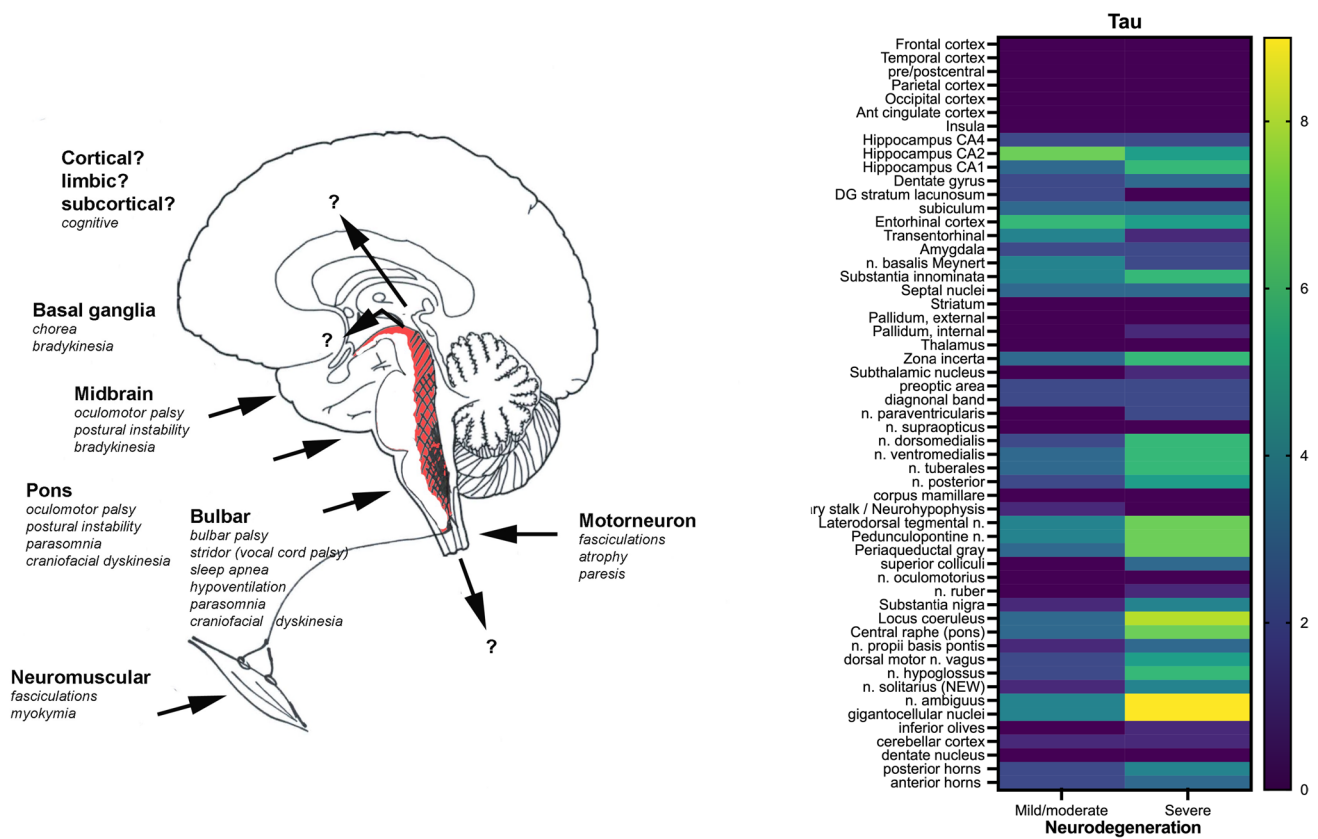 Cortical?
limbic?
subcortical?
cognitive
?
Basal ganglia
chorea
bradykinesia
?
Midbrain
oculomotor palsy
postural instability
bradykinesia
Pons
oculomotor palsy
postural instability
parasomnia
craniofacial dyskinesia
Bulbar
bulbar palsy
stridor (vocal cord palsy)
sleep apnea
hypoventilation
parasomnia
craniofacial dyskinesia
Motorneuron
fasciculations
atrophy
paresis
?
Neuromuscular
fasciculations
myokymia
Tau
Frontal cortex
Temporal cortex
pre/postcentral
Parietal cortex
Occipital cortex
Ant cingulate cortex
Insula
Hippocampus CA4
Hippocampus CA2
Hippocampus CA1
Dentate gyrus
DG stratum lacunosum
subiculum
Entorhinal cortex
Transentorhinal
Amygdala
n. basalis Meynert
Substantia innominata
Septal nuclei
Striatum
Pallidum, external
Pallidum, internal
Thalamus
Zona incerta
Subthalamic nucleus
preoptic area
diagnonal band
n. paraventricularis
n. supraopticus
n. dorsomedialis
n. ventromedialis
n. tuberales
n. posterior
corpus mamillare
ry stalk / Neurohypophysis
Laterodorsal tegmental n.
Pedunculopontine n.
Periaqueductal gray
superior colliculi
n. oculomotorius
n. ruber
Substantia nigra
Locus coeruleus
Central raphe (pons)
n. propii basis pontis
dorsal motor n. vagus
n. hypoglossus
n. solitarius (NEW)
n. ambiguus
gigantocellular nuclei
inferior olives
cerebellar cortex
dentate nucleus
posterior horns
anterior horns
Mild/moderate
Severe
Neurodegeneration
8
6
4
2
0